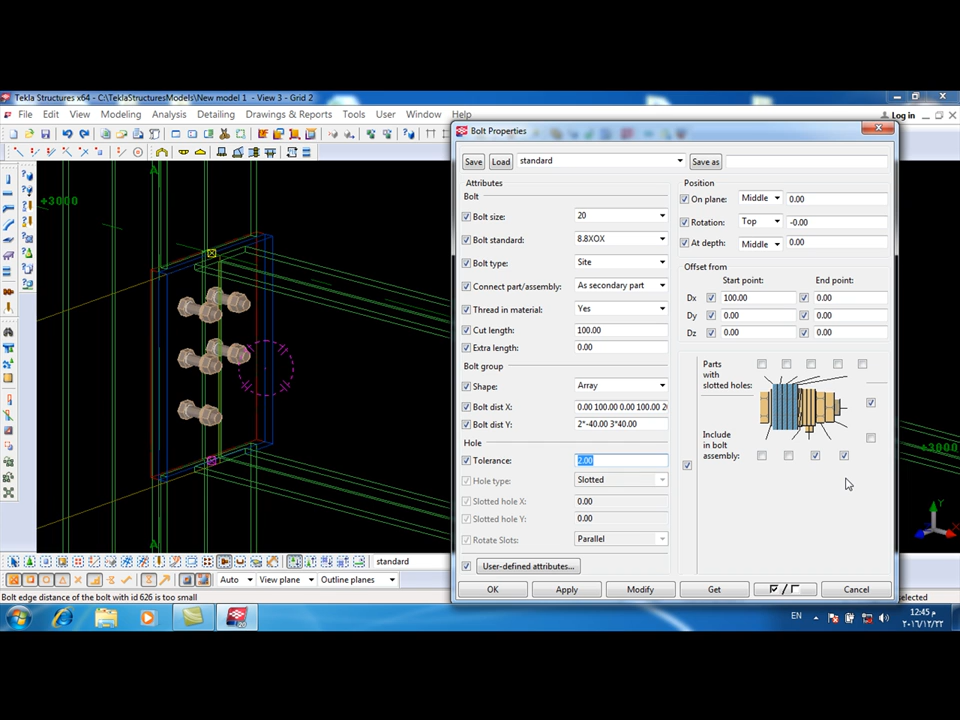 Tekla Structures x64 - C:\TeklaStructuresModels\New model 1 - View 3 - Grid 2
File Edit View Modeling Analysis Detailing Drawings & Reports Tools User Window Help
Log in
Bolt Properties
Save Load standard Save as
Attributes
Bolt
Bolt size: 20
Bolt standard: 8.8XOX
Bolt type: Site
Connect part/assembly: As secondary part
Thread in material: Yes
Cut length: 100.00
Extra length: 0.00
Bolt group
Shape: Array
Bolt dist X: 0.00 100.00 0.00 100.00 20
Bolt dist Y: 2*-40.00 3*40.00
Hole
Tolerance: 2.00
Hole type: Slotted
Slotted hole X: 0.00
Slotted hole Y: 0.00
Rotate Slots: Parallel
User-defined attributes...
Position
On plane: Middle 0.00
Rotation: Top -0.00
At depth: Middle 0.00
Offset from
Start point: End point:
Dx 100.00 0.00
Dy 0.00 0.00
Dz 0.00 0.00
Parts
with
slotted holes:
Include
in bolt
assembly:
OK Apply Modify Get / Cancel
A
+3000
+3000
A
standard
Auto View plane Outline planes
Bolt edge distance of the bolt with id 626 is too small
selected
20
EN
12:45 م
٢٠١٦/١٢/٢٢